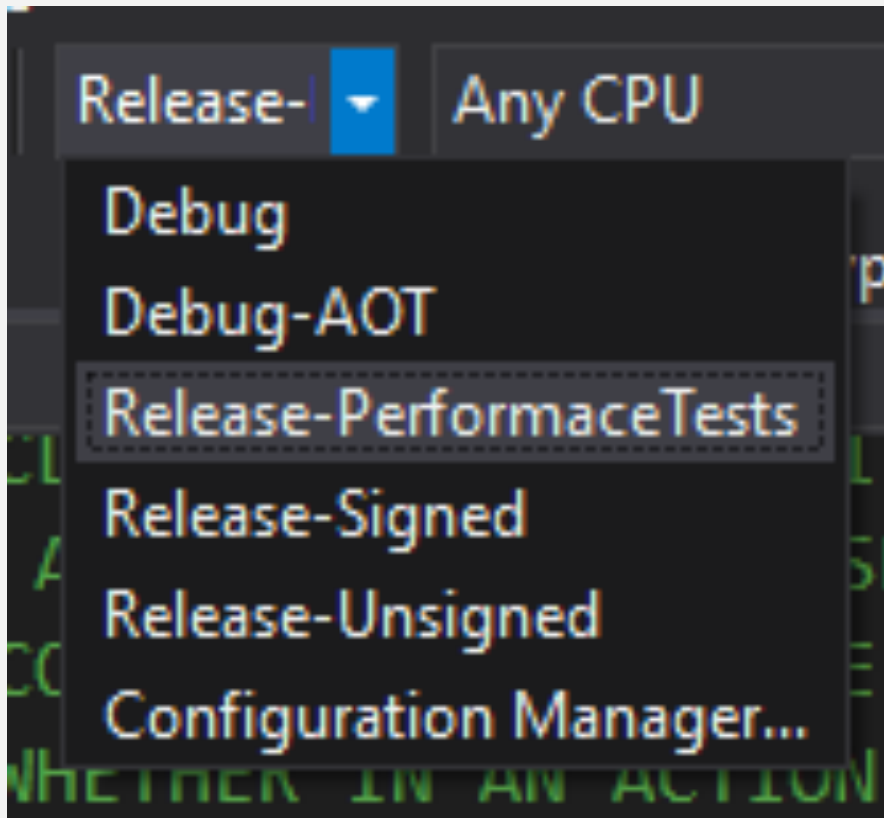 Release- Any CPU
Debug
Debug-AOT
Release-PerformaceTests
Release-Signed
Release-Unsigned
Configuration Manager...
WHETHER IN AN ACTION